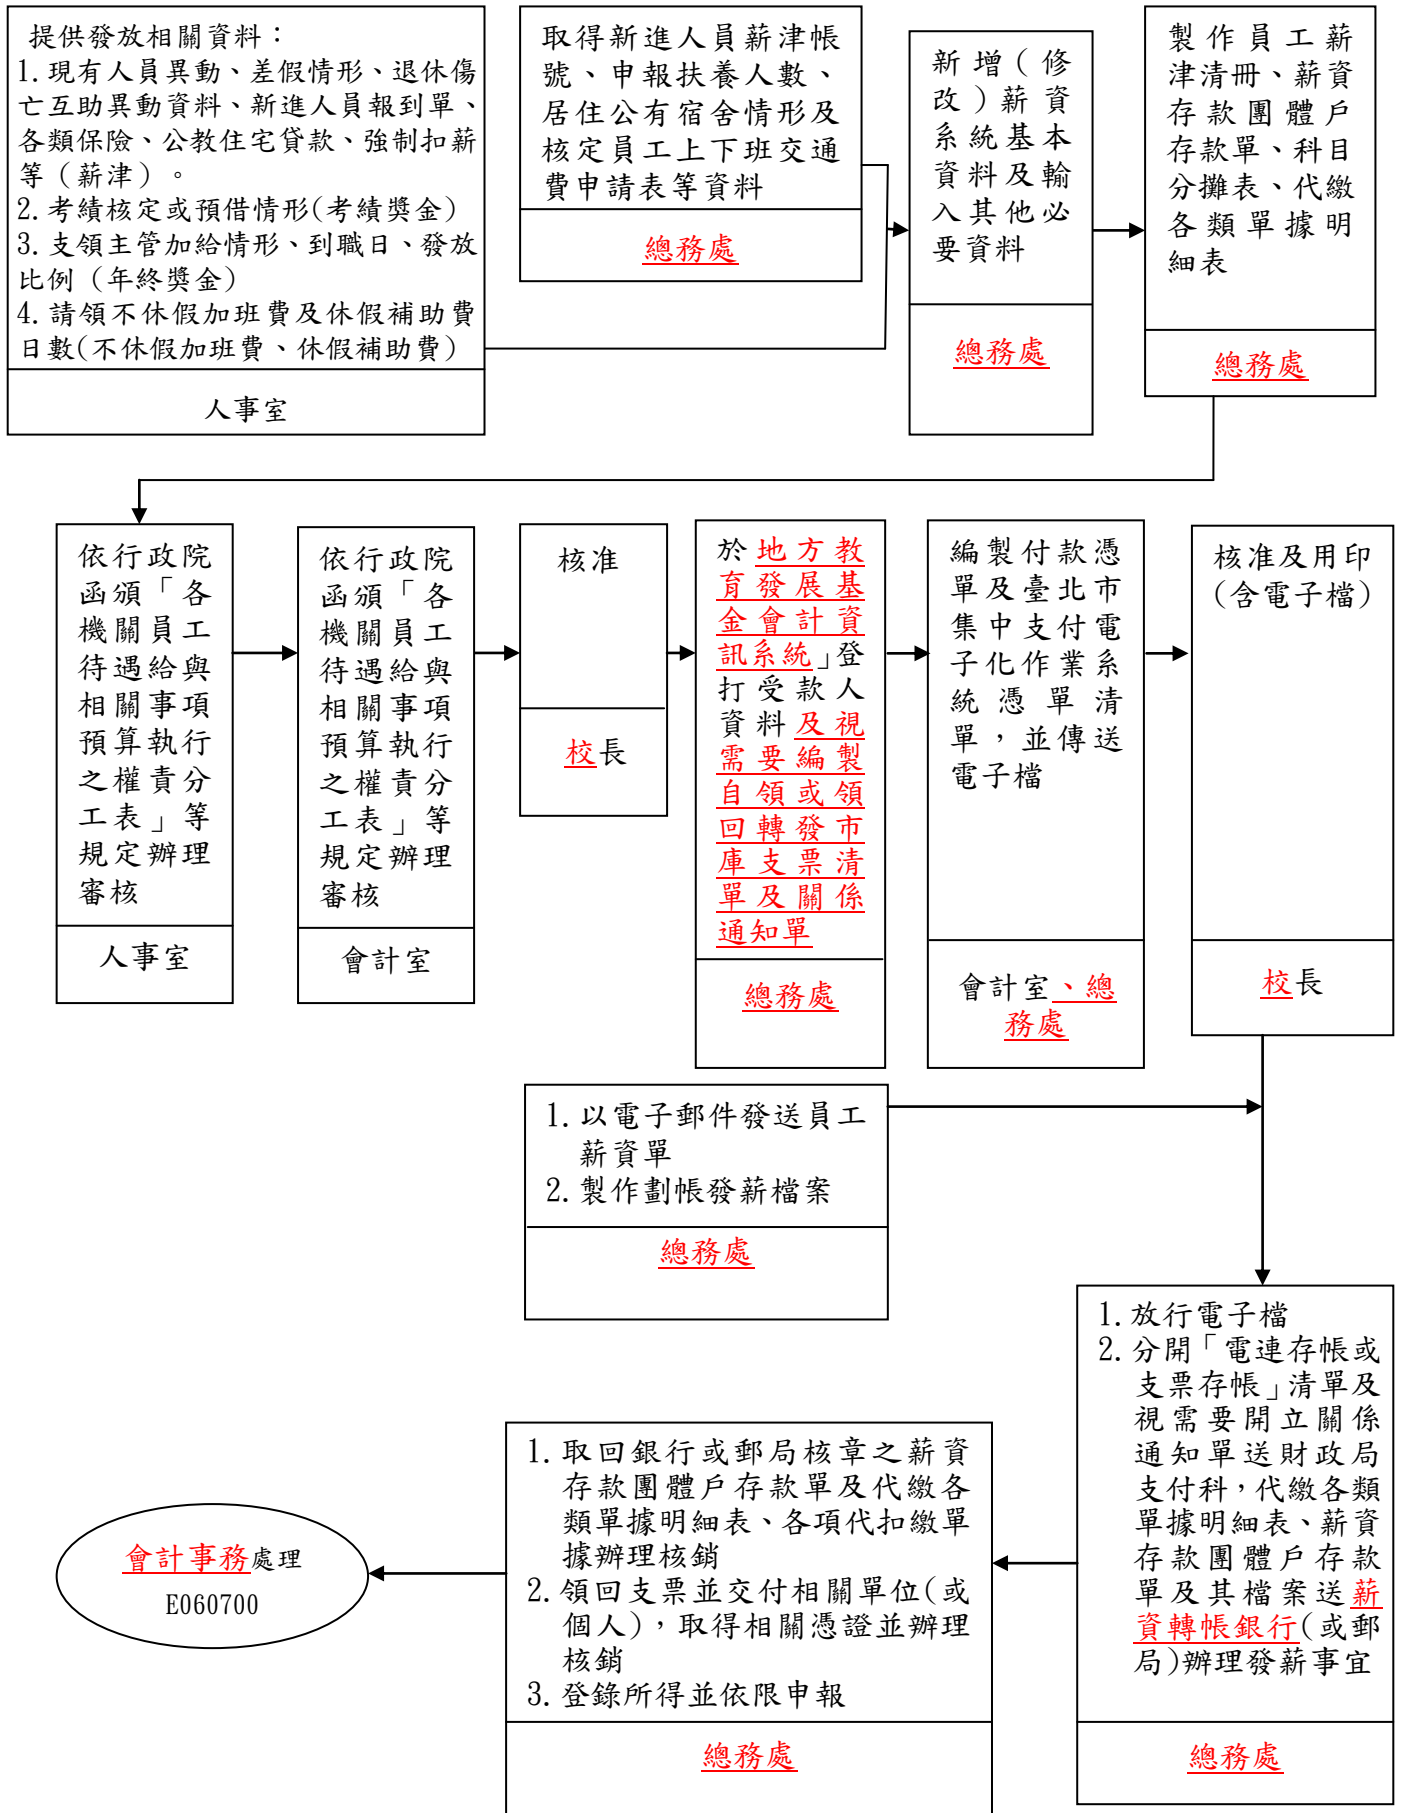 提供發放相關資料：
1.現有人員異動、差假情形、退休傷
亡互助異動資料、新進人員報到單、
各類保險、公教住宅貸款、強制扣薪
等（薪津）。
2.考績核定或預借情形(考績獎金)
3.支領主管加給情形、到職日、發放
比例（年終獎金)
4.請領不休假加班費及休假補助費
日數(不休假加班費、休假補助費)
人事室
取得新進人員薪津帳
號、申報扶養人數、
居住公有宿舍情形及
核定員工上下班交通
費申請表等資料
總務處
新增（修
改）薪資
系統基本
資料及輸
入其他必
要資料
總務處
製作員工薪
津清冊、薪資
存款團體戶
存款單、科目
分攤表、代繳
各類單據明
細表
總務處
依行政院
函頒「各
機關員工
待遇給與
相關事項
預算執行
之權責分
工表」等
規定辦理
審核
人事室
依行政院
函頒「各
機關員工
待遇給與
相關事項
預算執行
之權責分
工表」等
規定辦理
審核
會計室
核准
校長
於地方教
育發展基
金會計資
訊系統」登
打受款人
資料及視
需要編製
自領或領
回轉發市
庫支票清
單及關係
通知單
總務處
編製付款憑
單及臺北市
集中支付電
子化作業系
統憑單清
單，並傳送
電子檔
會計室、總
務處
核准及用印
(含電子檔)
校長
1.以電子郵件發送員工
薪資單
2.製作劃帳發薪檔案
總務處
1.放行電子檔
2.分開「電連存帳或
支票存帳」清單及
視需要開立關係
通知單送財政局
支付科，代繳各類
單據明細表、薪資
存款團體戶存款
單及其檔案送薪
資轉帳銀行(或郵
局)辦理發薪事宜
總務處
1.取回銀行或郵局核章之薪資
存款團體戶存款單及代繳各
類單據明細表、各項代扣繳單
據辦理核銷
2.領回支票並交付相關單位(或
個人)，取得相關憑證並辦理
核銷
3.登錄所得並依限申報
總務處
會計事務處理
E060700